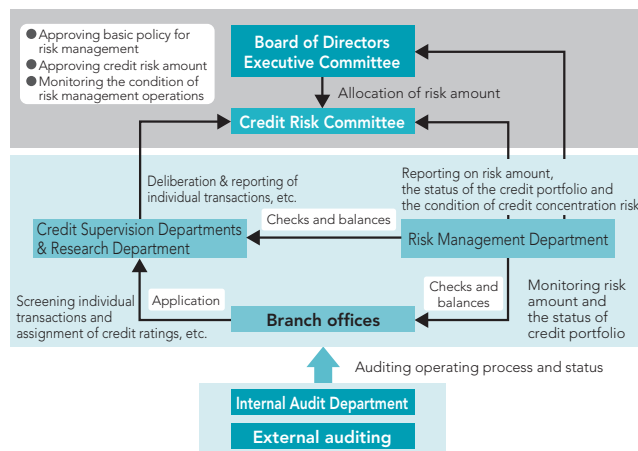 ● Approving basic policy for
risk management
● Approving credit risk amount
● Monitoring the condition of
risk management operations
Board of Directors
Executive Committee
Allocation of risk amount
Credit Risk Committee
Deliberation & reporting of
individual transactions, etc.
Reporting on risk amount,
the status of the credit portfolio and
the condition of credit concentration risk
Credit Supervision Departments
& Research Department
Checks and balances
Risk Management Department
Screening individual
transactions and
assignment of credit ratings, etc.
Application
Branch offices
Checks and
balances
Monitoring risk
amount and
the status of
credit portfolio
Auditing operating process and status
Internal Audit Department
External auditing